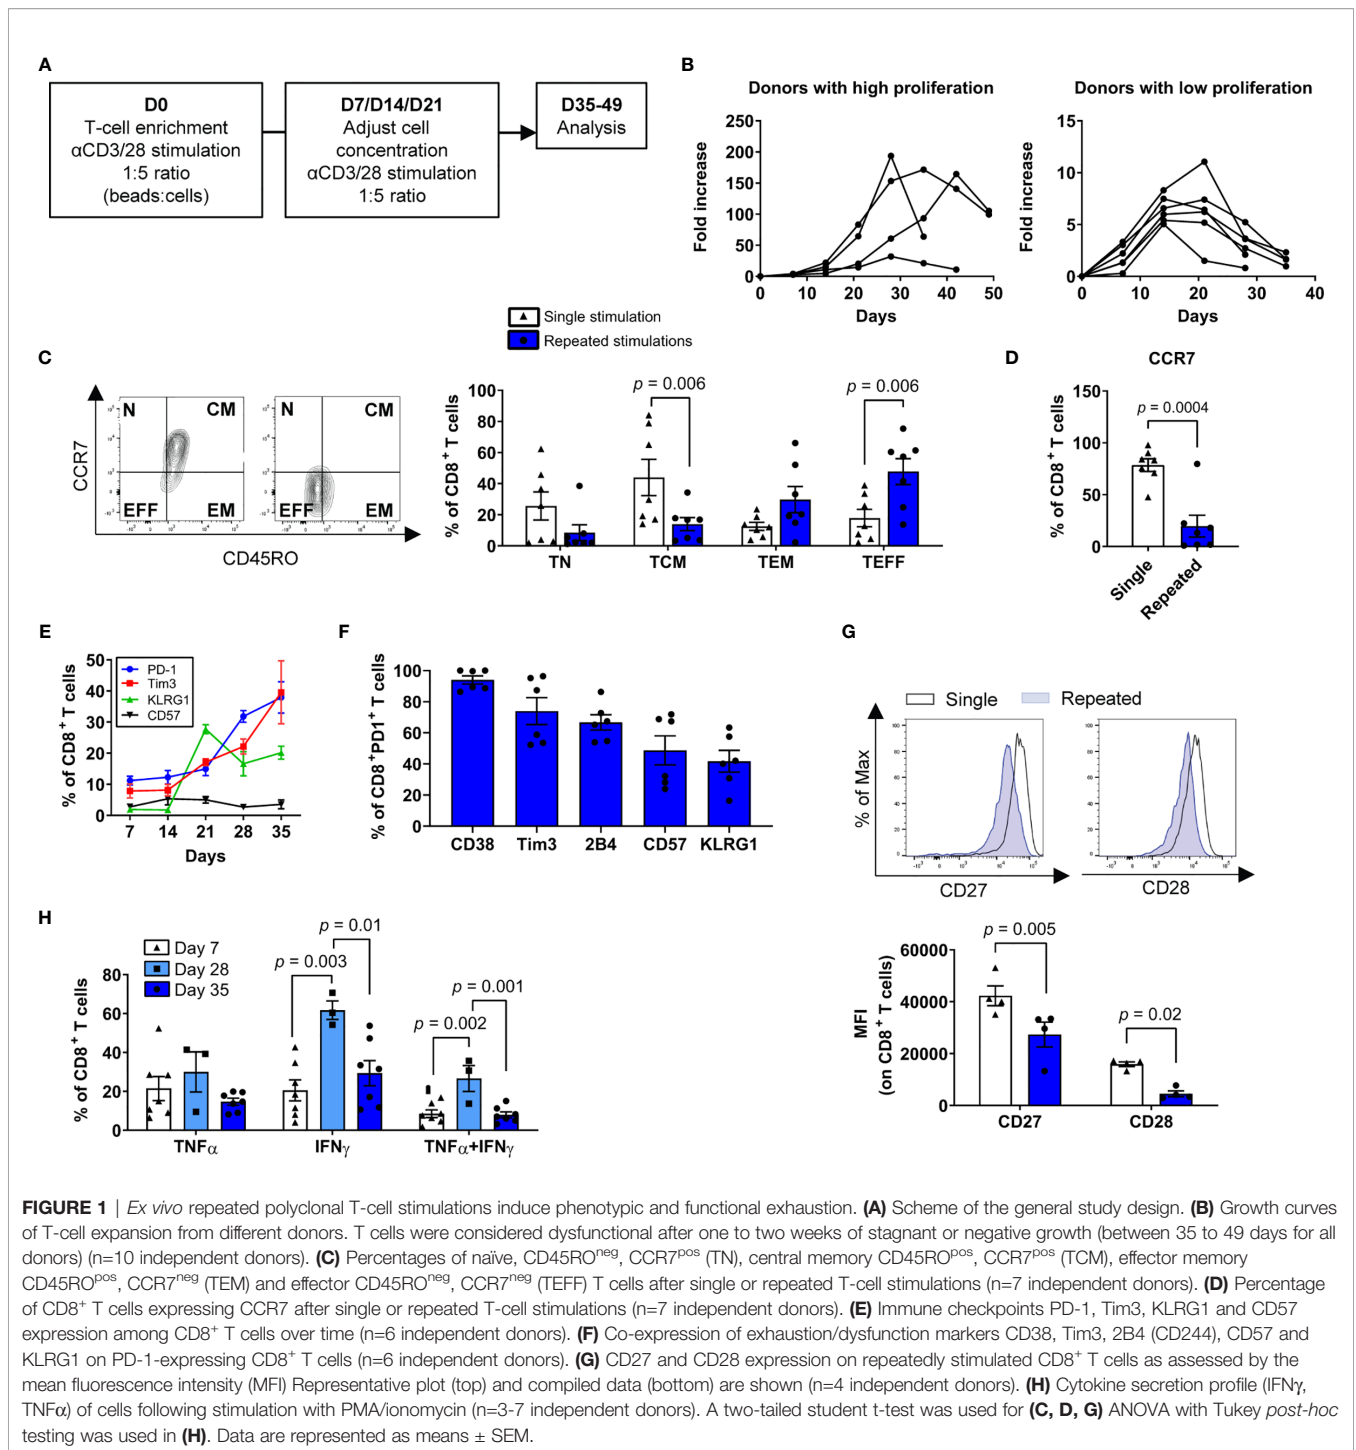 A
D0
T-cell enrichment
αCD3/28 stimulation
1:5 ratio
(beads:cells)
D7/D14/D21
Adjust cell
concentration
αCD3/28 stimulation
1:5 ratio
D35-49
Analysis
B
Donors with high proliferation
Fold increase
250
200
150
100
50
0
0 10 20 30 40 50
Days
Donors with low proliferation
Fold increase
15
10
5
0
0 10 20 30 40
Days
Single stimulation
Repeated stimulations
C
N CM
EFF EM
N CM
EFF EM
CCR7
CD45RO
% of CD8+ T cells
100
80
60
40
20
0
p = 0.006
p = 0.006
TN TCM TEM TEFF
D
CCR7
% of CD8+ T cells
150
100
50
0
p = 0.0004
Single
Repeated
E
% of CD8+ T cells
50
40
30
20
10
0
PD-1
Tim3
KLRG1
CD57
7 14 21 28 35
Days
F
% of CD8+PD1+ T cells
100
80
60
40
20
0
CD38 Tim3 2B4 CD57 KLRG1
G
Single Repeated
% of Max
100
80
60
40
20
0
CD27
100
80
60
40
20
0
CD28
MFI
(on CD8+ T cells)
60000
40000
20000
0
p = 0.005
p = 0.02
CD27 CD28
H
Day 7
Day 28
Day 35
% of CD8+ T cells
80
60
40
20
0
p = 0.003
p = 0.01
p = 0.002
p = 0.001
TNFα IFNγ TNFα+IFNγ
FIGURE 1 | Ex vivo repeated polyclonal T-cell stimulations induce phenotypic and functional exhaustion. (A) Scheme of the general study design. (B) Growth curves
of T-cell expansion from different donors. T cells were considered dysfunctional after one to two weeks of stagnant or negative growth (between 35 to 49 days for all
donors) (n=10 independent donors). (C) Percentages of naïve, CD45ROneg, CCR7pos (TN), central memory CD45ROpos, CCR7pos (TCM), effector memory
CD45ROpos, CCR7neg (TEM) and effector CD45ROneg, CCR7neg (TEFF) T cells after single or repeated T-cell stimulations (n=7 independent donors). (D) Percentage
of CD8+ T cells expressing CCR7 after single or repeated T-cell stimulations (n=7 independent donors). (E) Immune checkpoints PD-1, Tim3, KLRG1 and CD57
expression among CD8+ T cells over time (n=6 independent donors). (F) Co-expression of exhaustion/dysfunction markers CD38, Tim3, 2B4 (CD244), CD57 and
KLRG1 on PD-1-expressing CD8+ T cells (n=6 independent donors). (G) CD27 and CD28 expression on repeatedly stimulated CD8+ T cells as assessed by the
mean fluorescence intensity (MFI) Representative plot (top) and compiled data (bottom) are shown (n=4 independent donors). (H) Cytokine secretion profile (IFNγ,
TNFα) of cells following stimulation with PMA/ionomycin (n=3-7 independent donors). A two-tailed student t-test was used for (C, D, G) ANOVA with Tukey post-hoc
testing was used in (H). Data are represented as means ± SEM.